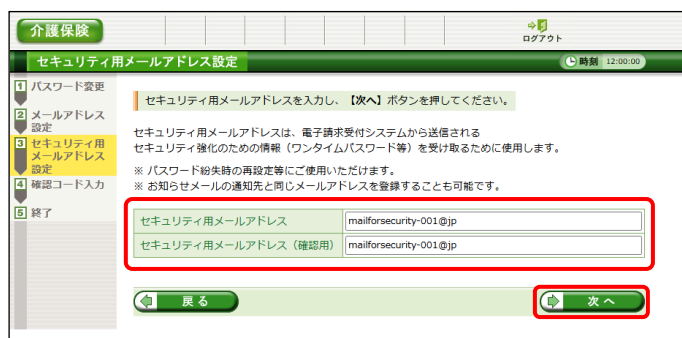 介護保険
ログアウト
セキュリティ用メールアドレス設定
時刻 12:00:00
1 パスワード変更
2 メールアドレス
設定
3 セキュリティ用
メールアドレス
設定
4 確認コード入力
5 終了
セキュリティ用メールアドレスを入力し、【次へ】ボタンを押してください。
セキュリティ用メールアドレスは、電子請求受付システムから送信される
セキュリティ強化のための情報（ワンタイムパスワード等）を受け取るために使用します。
※ パスワード紛失時の再設定等にご使用いただけます。
※ お知らせメールの通知先と同じメールアドレスを登録することも可能です。
セキュリティ用メールアドレス mailforsecurity-001@jp
セキュリティ用メールアドレス（確認用） mailforsecurity-001@jp
戻る
次へ